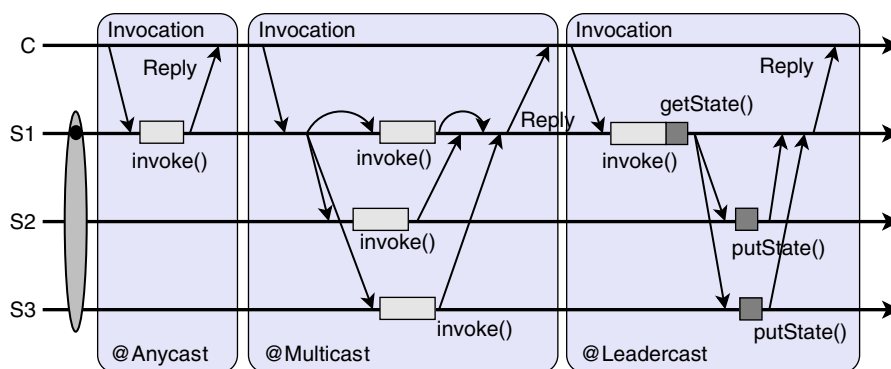 Invocation
Invocation
Invocation
C
Reply
Reply
getState()
S1
Reply
invoke()
invoke()
invoke()
S2
invoke()
putState()
S3
invoke()
putState()
@Anycast
@Multicast
@Leadercast